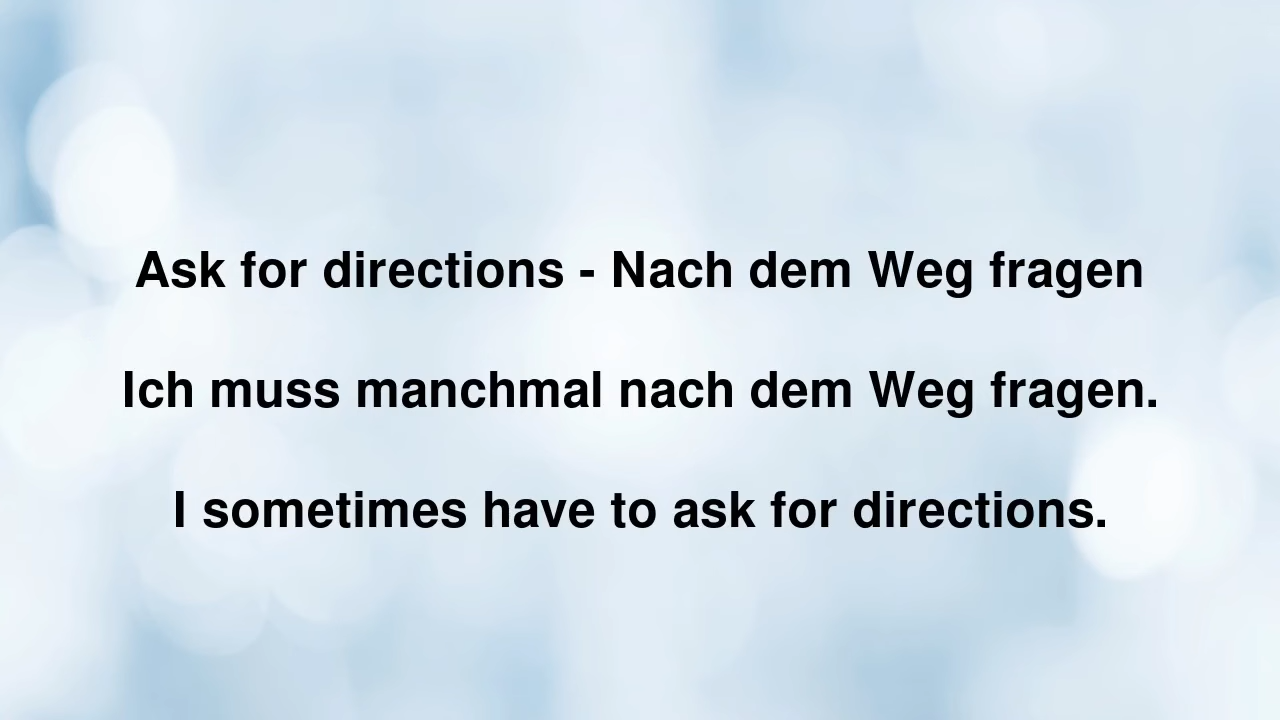 Ask for directions - Nach dem Weg fragen
Ich muss manchmal nach dem Weg fragen.
I sometimes have to ask for directions.